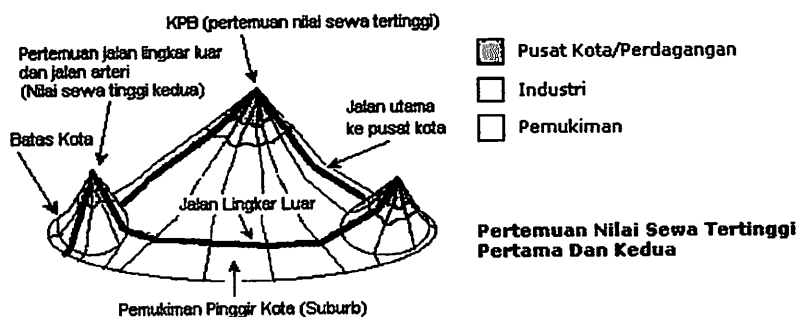 KPB (pertemuan nilai sewa tertinggi)
Pertemuan jalan lingkar luar
dan jalan arteri
(Nilai sewa tinggi kedua)
Batas Kota
Jalan utama
ke pusat kota
Jalan Lingkar Luar
Pemukiman Pinggir Kota (Suburb)
Pusat Kota/Perdagangan
Industri
Pemukiman
Pertemuan Nilai Sewa Tertinggi
Pertama Dan Kedua